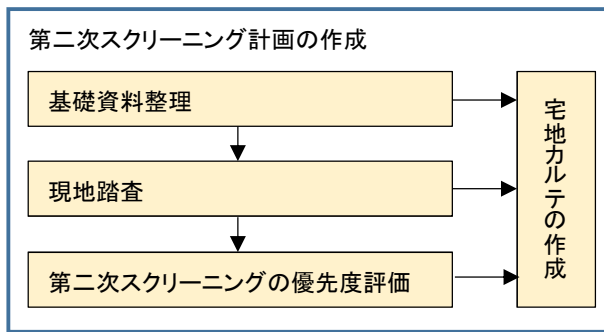 第二次スクリーニング計画の作成
基礎資料整理
現地踏査
第二次スクリーニングの優先度評価
宅地カルテの作成